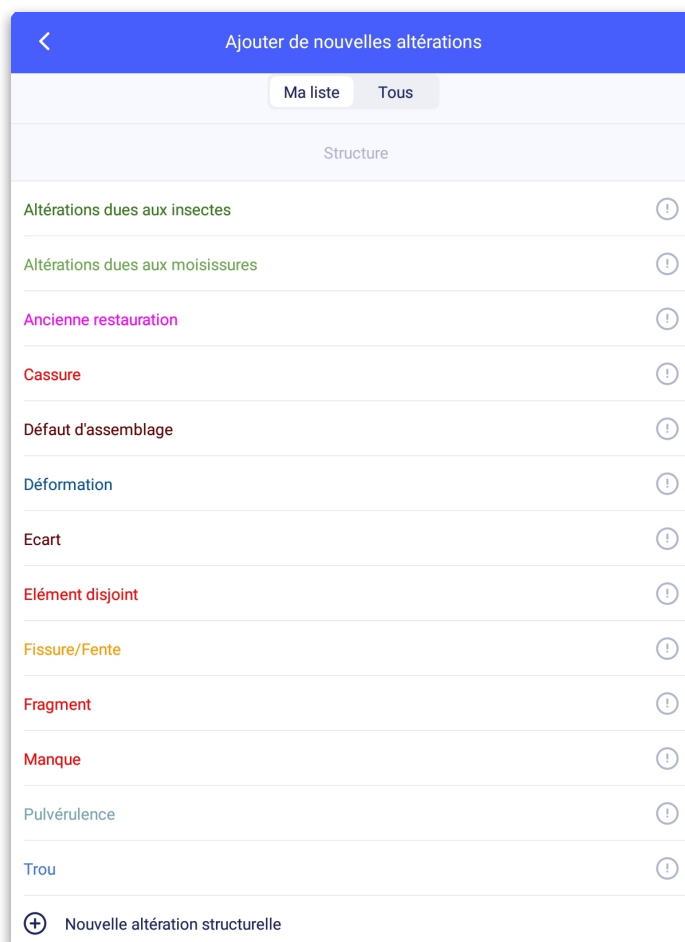 Ajouter de nouvelles altérations
Ma liste Tous
Structure
Altérations dues aux insectes
Altérations dues aux moisissures
Ancienne restauration
Cassure
Défaut d'assemblage
Déformation
Ecart
Elément disjoint
Fissure/Fente
Fragment
Manque
Pulvérulence
Trou
Nouvelle altération structurelle